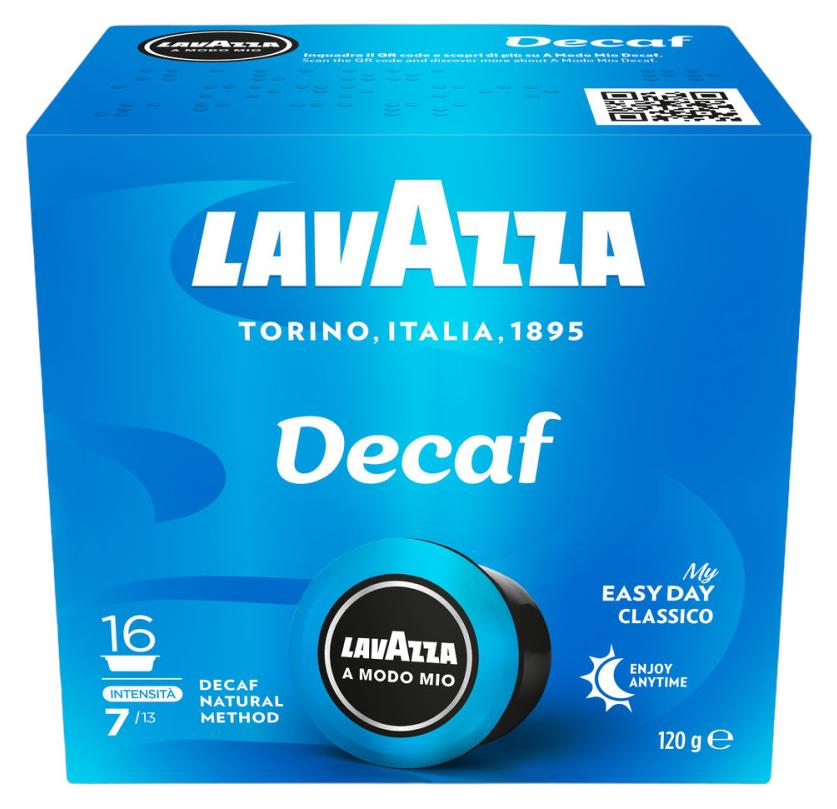 LAVAZZA
A MODO MIO
Decaf
Inquadra il QR code e scopri di più su A Modo Mio Decaf.
Scan the QR code and discover more about A Modo Mio Decaf.
LAVAZZA
TORINO, ITALIA, 1895
Decaf
My
EASY DAY
CLASSICO
16
INTENSITÀ
7/13
DECAF
NATURAL
METHOD
LAVAZZA
A MODO MIO
ENJOY
ANYTIME
120 g ℮